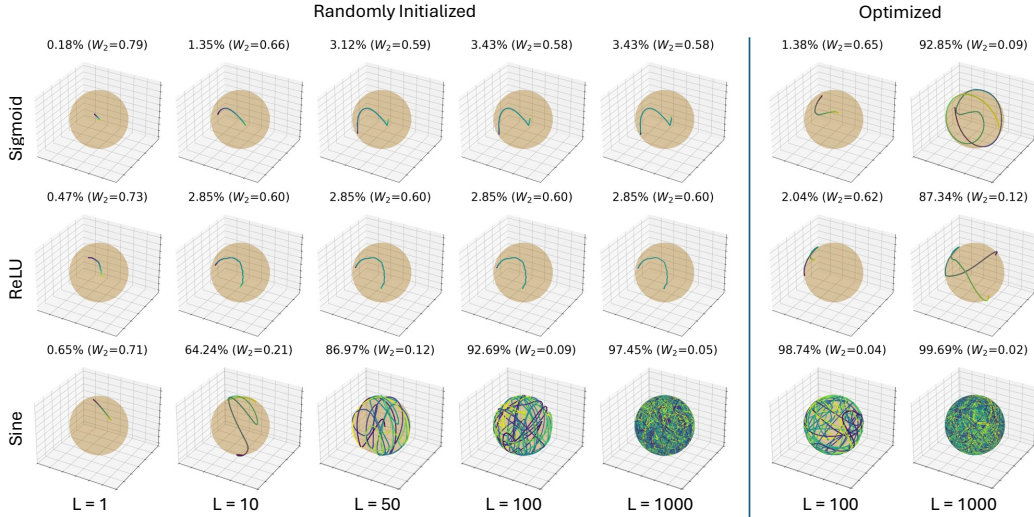 Randomly Initialized
Optimized
0.18% (W₂=0.79) 1.35% (W₂=0.66) 3.12% (W₂=0.59) 3.43% (W₂=0.58) 3.43% (W₂=0.58) 1.38% (W₂=0.65) 92.85% (W₂=0.09)
Sigmoid
0.47% (W₂=0.73) 2.85% (W₂=0.60) 2.85% (W₂=0.60) 2.85% (W₂=0.60) 2.85% (W₂=0.60) 2.04% (W₂=0.62) 87.34% (W₂=0.12)
ReLU
0.65% (W₂=0.71) 64.24% (W₂=0.21) 86.97% (W₂=0.12) 92.69% (W₂=0.09) 97.45% (W₂=0.05) 98.74% (W₂=0.04) 99.69% (W₂=0.02)
Sine
L = 1 L = 10 L = 50 L = 100 L = 1000 L = 100 L = 1000